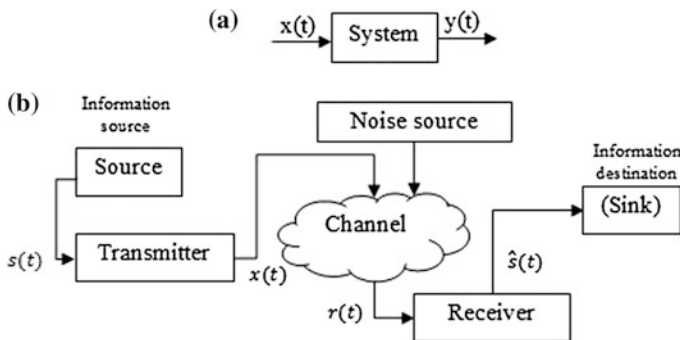 (a)
x(t)
System
y(t)
(b)
Information
source
Source
s(t)
Transmitter
x(t)
Noise source
Channel
r(t)
Receiver
ŝ(t)
Information
destination
(Sink)